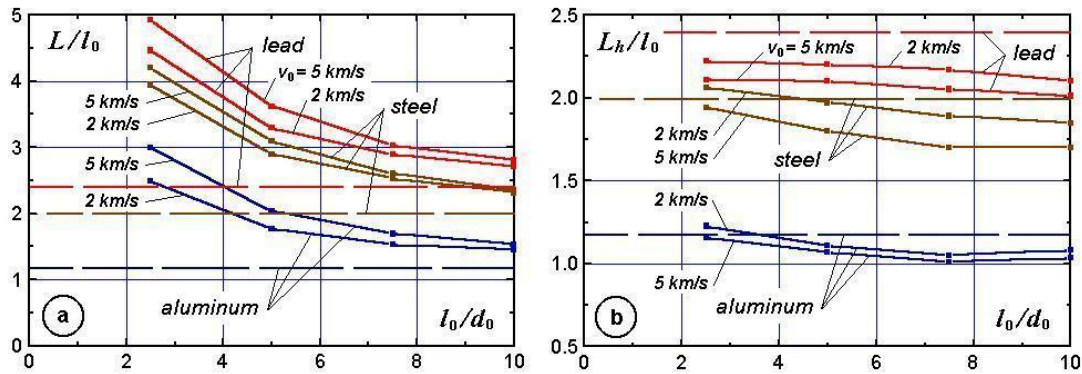 5 L/l₀
lead
4
v₀ = 5 km/s
2 km/s
5 km/s
2 km/s
steel
3
5 km/s
2 km/s
2
1
aluminum
a
l₀/d₀
0
0 2 4 6 8 10
2.5 Lₕ/l₀
v₀ = 5 km/s
2 km/s
lead
2.0
2 km/s
5 km/s
steel
1.5
2 km/s
1.0
5 km/s
aluminum
b
l₀/d₀
0.5
2 4 6 8 10